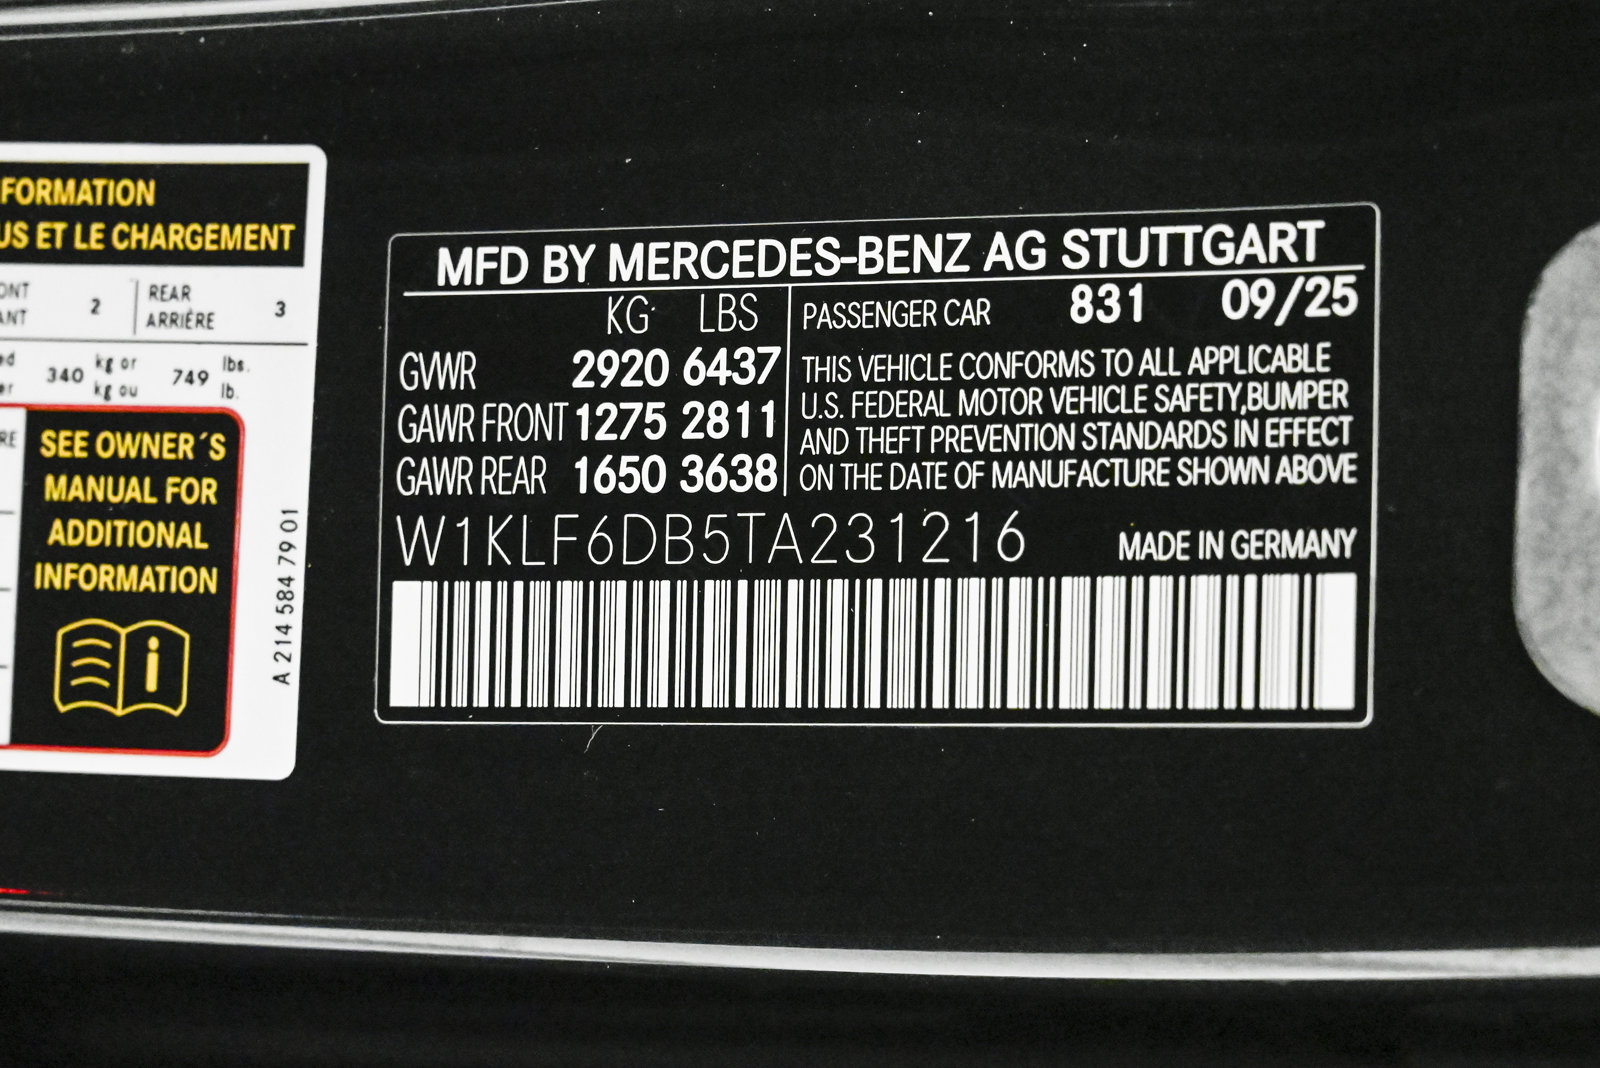 FORMATION
US ET LE CHARGEMENT
2
REAR
ARRIÈRE
3
340 kg or 749 lbs.
kg ou lb.
SEE OWNER´S
MANUAL FOR
ADDITIONAL
INFORMATION
i
A 214 584 79 01
MFD BY MERCEDES-BENZ AG STUTTGART
KG LBS
GVWR 2920 6437
GAWR FRONT 1275 2811
GAWR REAR 1650 3638
PASSENGER CAR 831 09/25
THIS VEHICLE CONFORMS TO ALL APPLICABLE
U.S. FEDERAL MOTOR VEHICLE SAFETY,BUMPER
AND THEFT PREVENTION STANDARDS IN EFFECT
ON THE DATE OF MANUFACTURE SHOWN ABOVE
W1KLF6DB5TA231216
MADE IN GERMANY